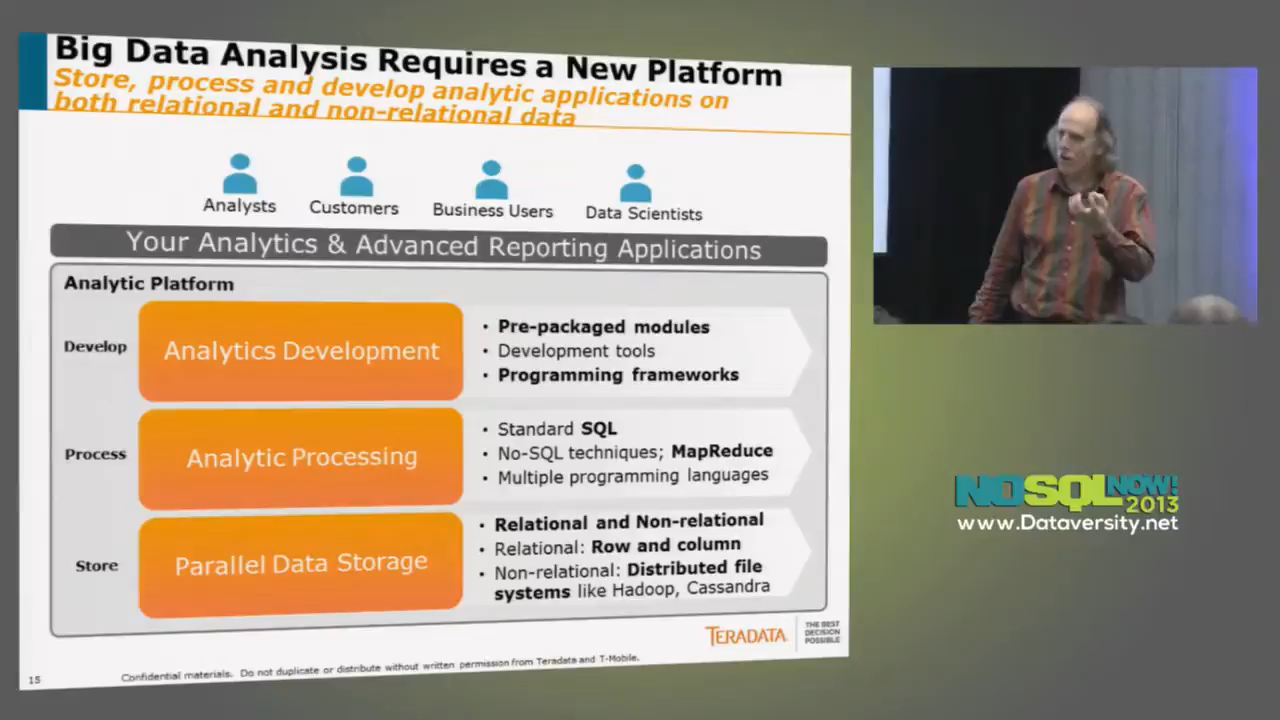 Big Data Analysis Requires a New Platform
Store, process and develop analytic applications on
both relational and non-relational data
Analysts
Customers
Business Users
Data Scientists
Your Analytics & Advanced Reporting Applications
Analytic Platform
Develop
Analytics Development
• Pre-packaged modules
• Development tools
• Programming frameworks
Process
Analytic Processing
• Standard SQL
• No-SQL techniques; MapReduce
• Multiple programming languages
Store
Parallel Data Storage
• Relational and Non-relational
• Relational: Row and column
• Non-relational: Distributed file
systems like Hadoop, Cassandra
TERADATA
THE BEST
DECISION
POSSIBLE
15
Confidential materials. Do not duplicate or distribute without written permission from Teradata and T-Mobile.
NOSQL NOW!
2013
www.Dataversity.net